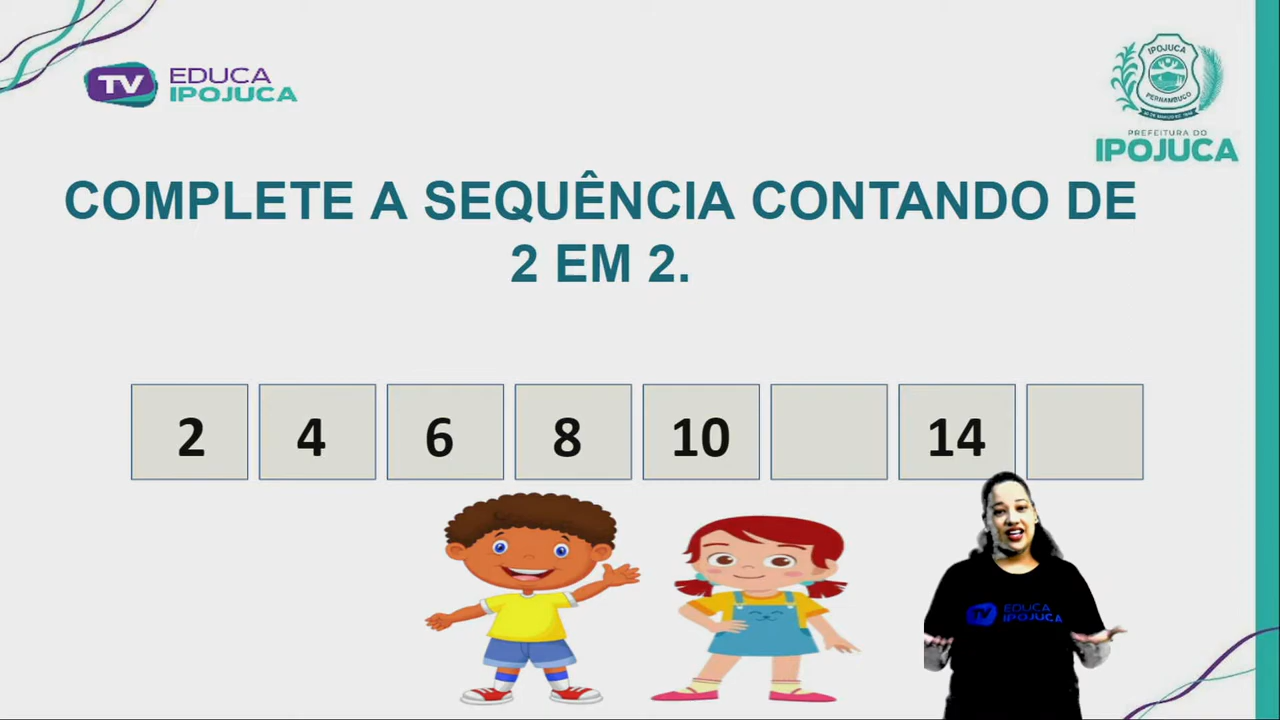 TV EDUCA
IPOJUCA
IPOJUCA
PERNAMBUCO
PREFEITURA DO
IPOJUCA
COMPLETE A SEQUÊNCIA CONTANDO DE
2 EM 2.
2 4 6 8 10 14
TV EDUCA
IPOJUCA